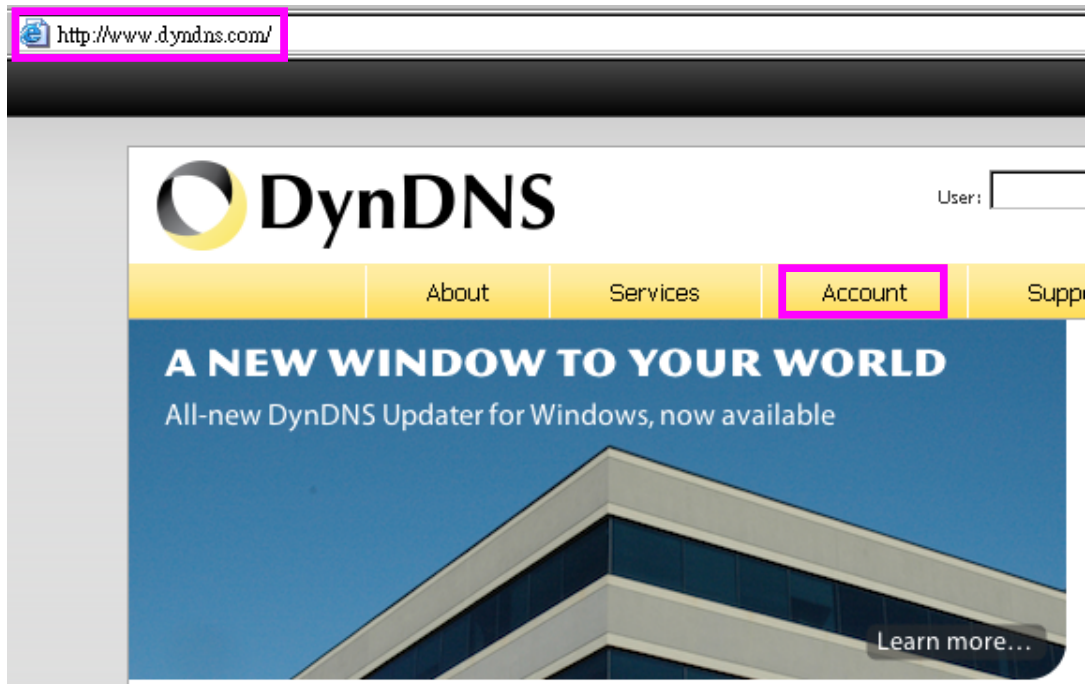 http://www.dyndns.com/
DynDNS
User:
About Services Account Suppo
A NEW WINDOW TO YOUR WORLD
All-new DynDNS Updater for Windows, now available
Learn more...